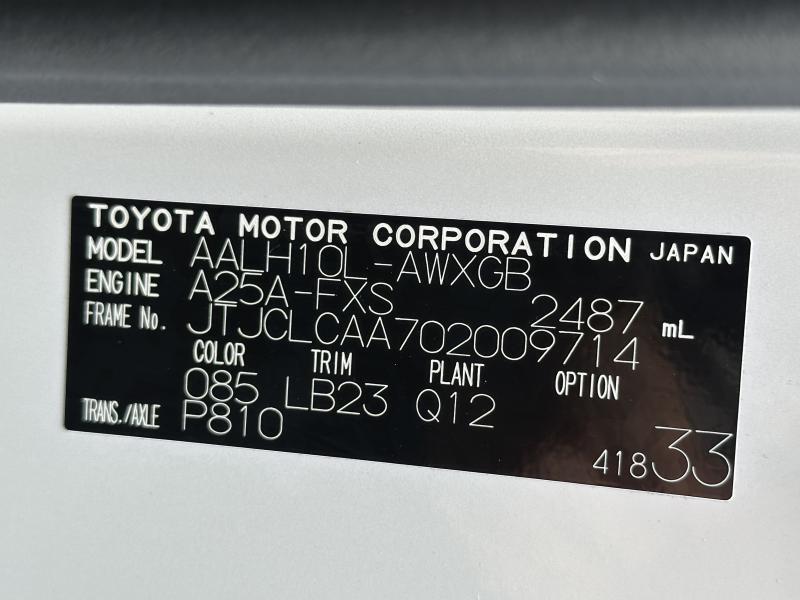 TOYOTA MOTOR CORPORATION JAPAN
MODEL AALH10L-AWXGB
ENGINE A25A-FXS 2487 mL
FRAME No. JTJCLCAA702009714
COLOR TRIM PLANT OPTION
085 LB23 Q12
TRANS./AXLE P810
41833